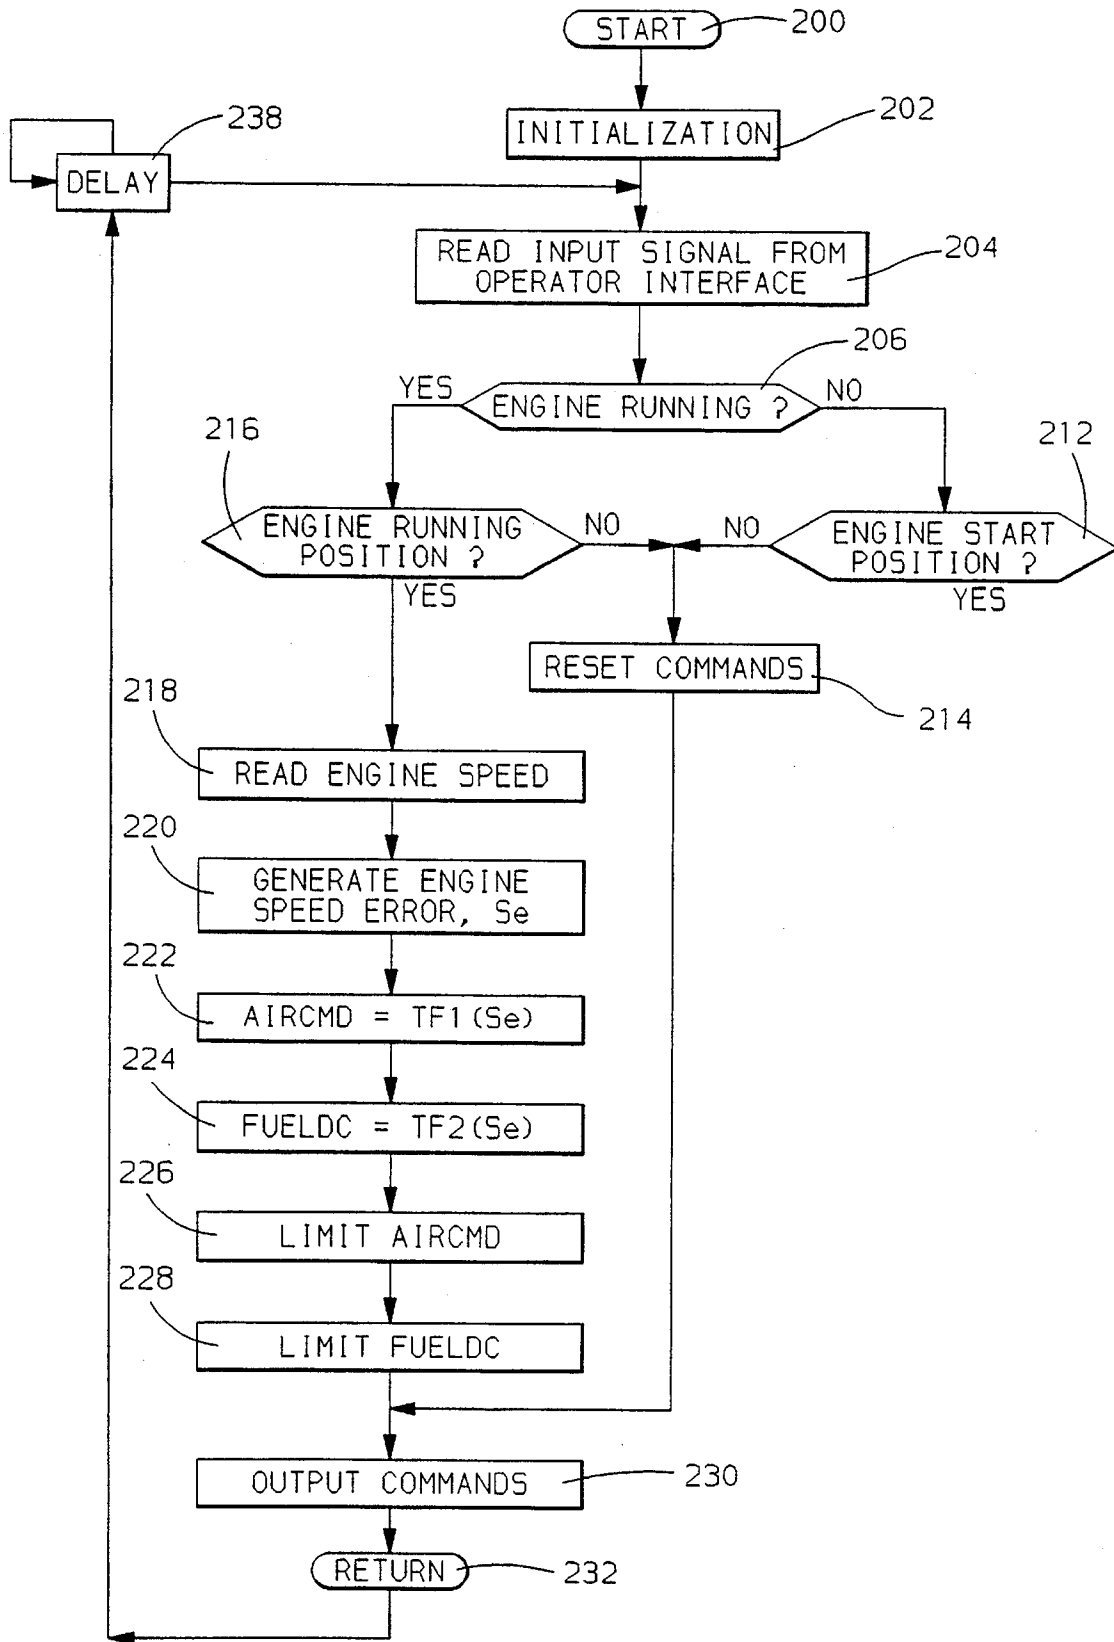 START
200
INITIALIZATION
202
238
DELAY
READ INPUT SIGNAL FROM
OPERATOR INTERFACE
204
206
YES
ENGINE RUNNING ?
NO
216
212
ENGINE RUNNING
POSITION ?
NO
NO
ENGINE START
POSITION ?
YES
YES
RESET COMMANDS
214
218
READ ENGINE SPEED
220
GENERATE ENGINE
SPEED ERROR, Se
222
AIRCMD = TF1(Se)
224
FUELDC = TF2(Se)
226
LIMIT AIRCMD
228
LIMIT FUELDC
OUTPUT COMMANDS
230
RETURN
232